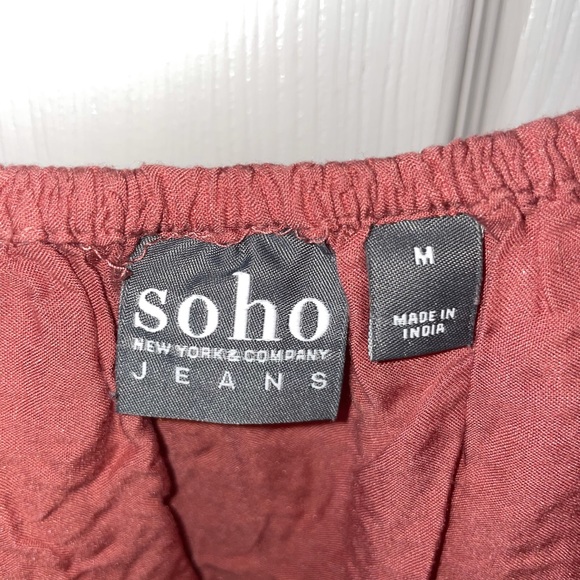 soho
NEW YORK & COMPANY
JEANS
M
MADE IN
INDIA